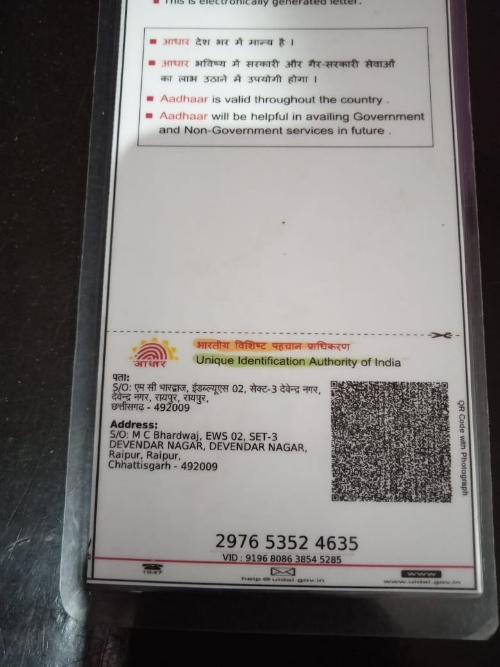 This is electronically generated letter.
आधार देश भर में मान्य है ।
आधार भविष्य में सरकारी और गैर-सरकारी सेवाओं
का लाभ उठाने में उपयोगी होगा ।
Aadhaar is valid throughout the country .
Aadhaar will be helpful in availing Government
and Non-Government services in future .
भारतीय विशिष्ट पहचान प्राधिकरण
Unique Identification Authority of India
आधार
पता:
S/O: एम सी भारद्वाज, इंडब्ल्यूएस 02, सेक्ट-3 देवेन्द्र नगर,
देवेन्द्र नगर, रायपुर, रायपुर,
छत्तीसगढ़ - 492009
Address:
S/O: M C Bhardwaj, EWS 02, SET-3
DEVENDAR NAGAR, DEVENDAR NAGAR,
Raipur, Raipur,
Chhattisgarh - 492009
QR Code with Photograph
2976 5352 4635
VID : 9196 8086 3854 5285
1947
help@uidai.gov.in
www
www.uidai.gov.in